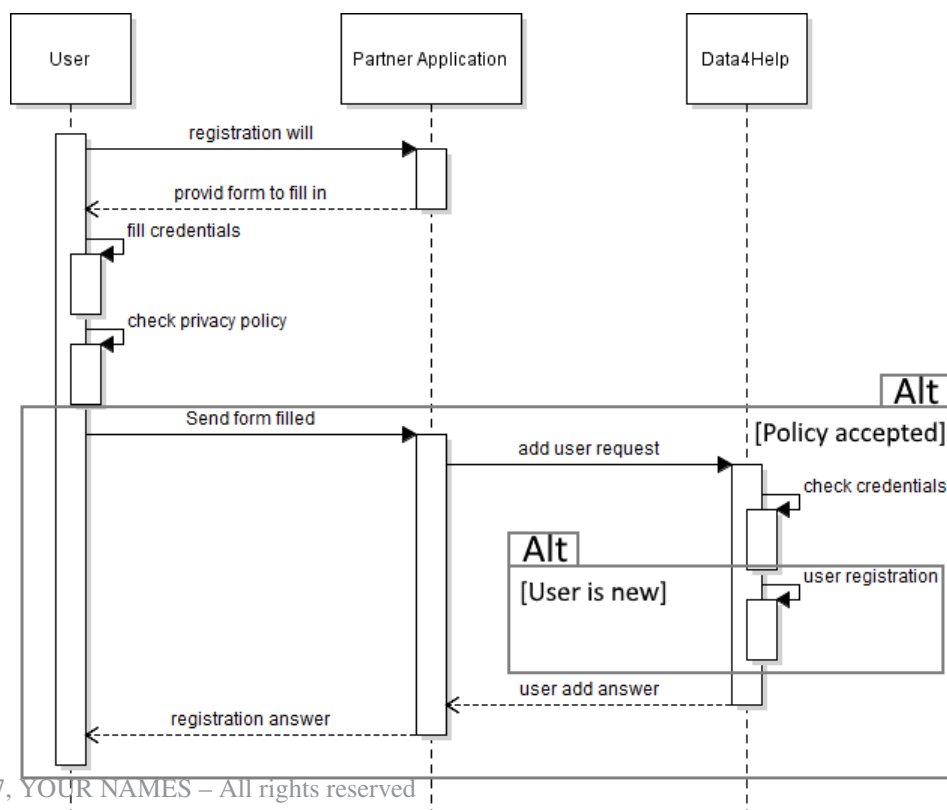 User
Partner Application
Data4Help
registration will
provid form to fill in
fill credentials
check privacy policy
Alt
Send form filled
[Policy accepted]
add user request
check credentials
Alt
user registration
[User is new]
user add answer
registration answer
7, YOUR NAMES – All rights reserved